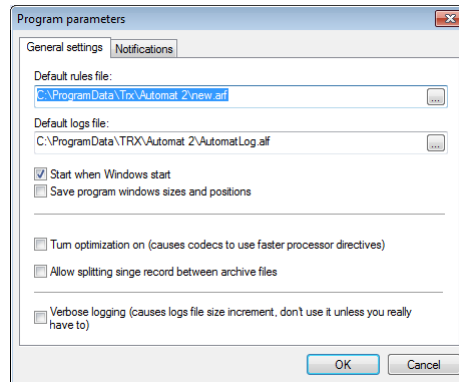 Program parameters
General settings
Notifications
Default rules file:
C:\ProgramData\Trx\Automat 2\new.arf
...
Default logs file:
C:\ProgramData\TRX\Automat 2\AutomatLog.alf
...
Start when Windows start
Save program windows sizes and positions
Turn optimization on (causes codecs to use faster processor directives)
Allow splitting singe record between archive files
Verbose logging (causes logs file size increment, don't use it unless you really
have to)
OK
Cancel